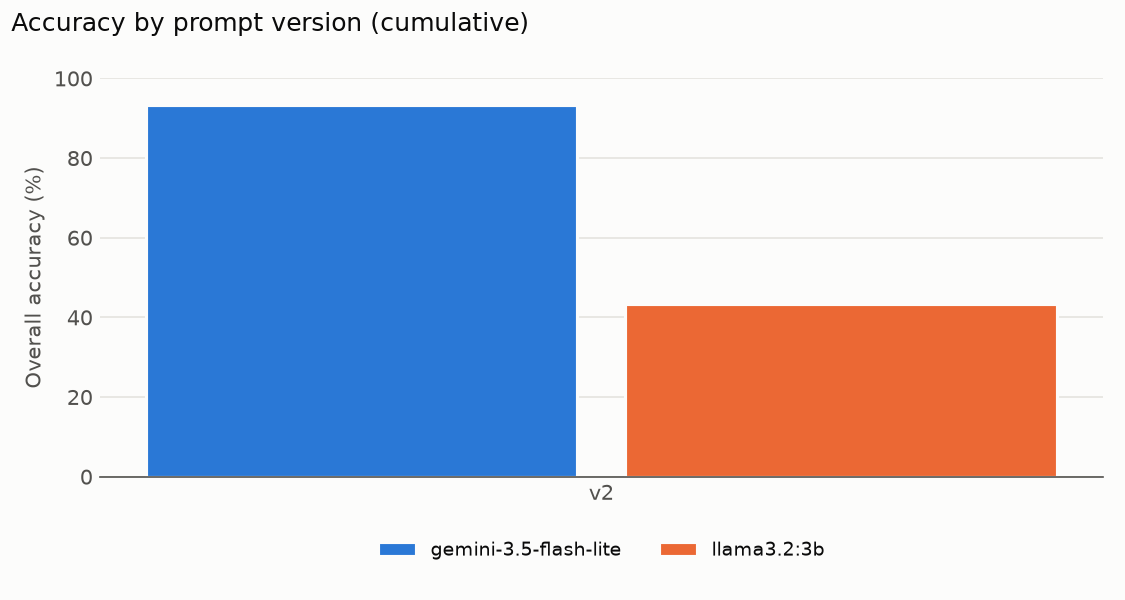 Accuracy by prompt version (cumulative)
100
80
60
40
20
0
Overall accuracy (%)
v2
gemini-3.5-flash-lite
llama3.2:3b